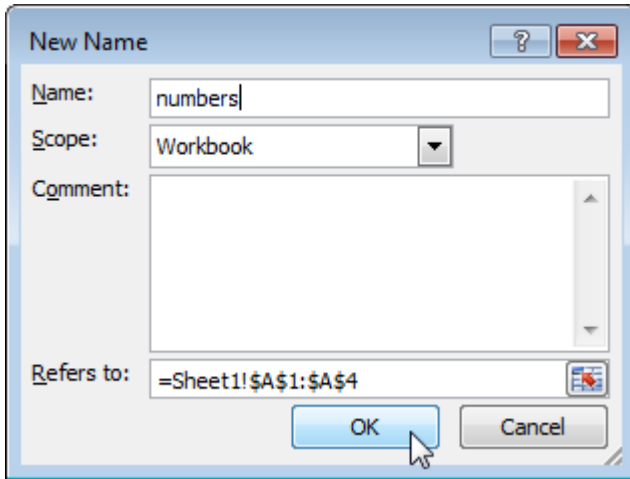 New Name
Name: numbers
Scope: Workbook
Comment:
Refers to: =Sheet1!$A$1:$A$4
OK Cancel